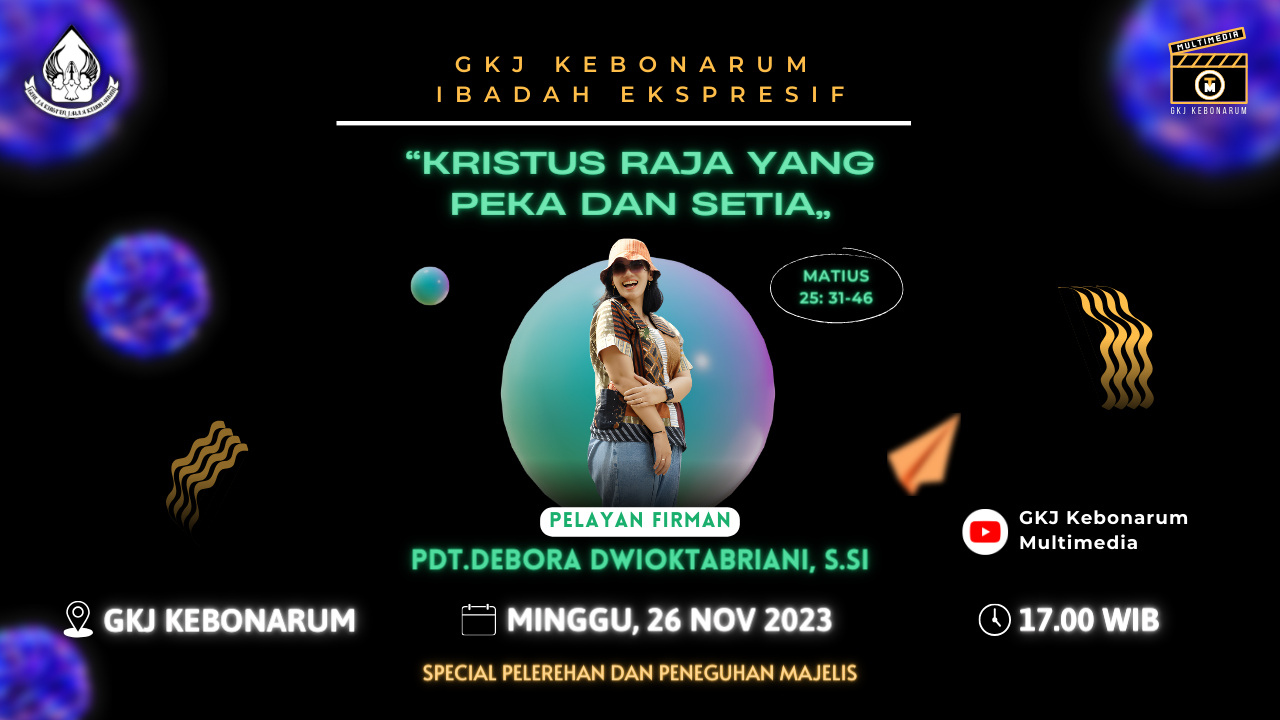 GKJ KEBONARUM
IBADAH EKSPRESIF
MULTIMEDIA
TM
GKJ KEBONARUM
“KRISTUS RAJA YANG
PEKA DAN SETIA„
MATIUS
25: 31-46
PELAYAN FIRMAN
PDT.DEBORA DWIOKTABRIANI, S.SI
GKJ Kebonarum
Multimedia
GKJ KEBONARUM
MINGGU, 26 NOV 2023
17.00 WIB
SPECIAL PELEREHAN DAN PENEGUHAN MAJELIS